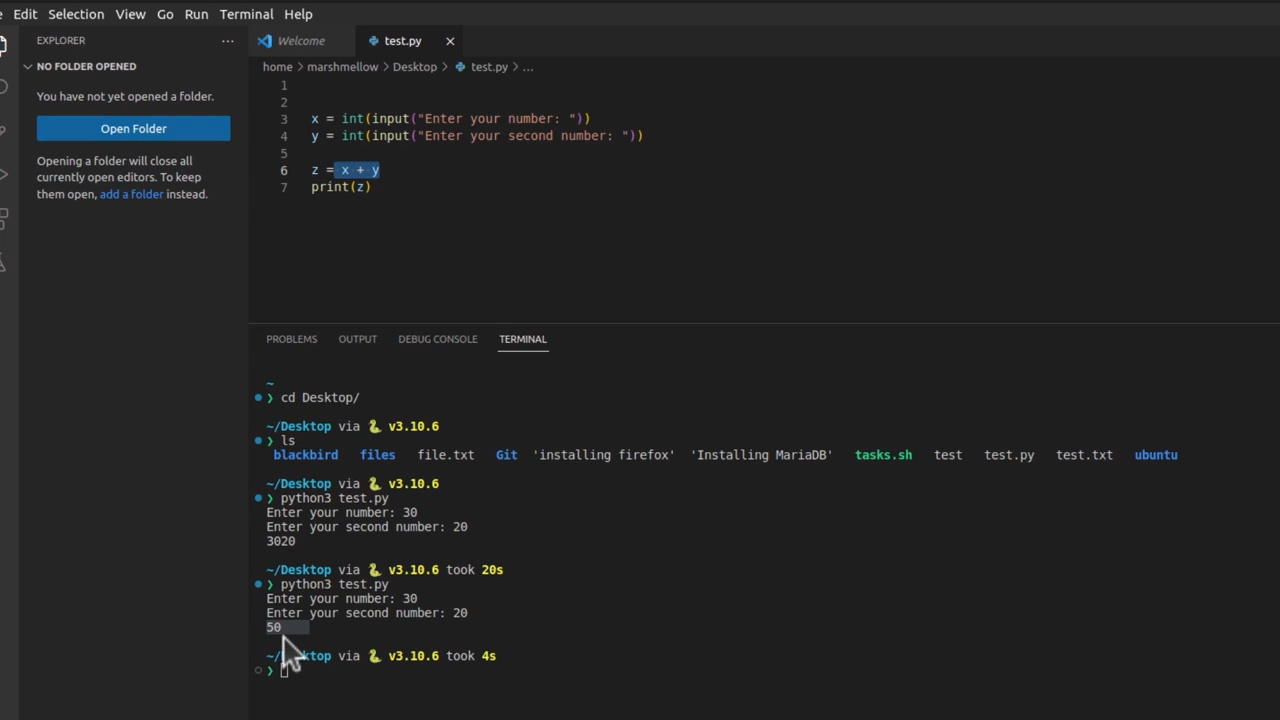 Edit Selection View Go Run Terminal Help
EXPLORER ...
NO FOLDER OPENED
You have not yet opened a folder.
Open Folder
Opening a folder will close all
currently open editors. To keep
them open, add a folder instead.
Welcome test.py
home > marshmellow > Desktop > test.py > ...
1
2
3 x = int(input("Enter your number: "))
4 y = int(input("Enter your second number: "))
5
6 z = x + y
7 print(z)
PROBLEMS OUTPUT DEBUG CONSOLE TERMINAL
~
❯ cd Desktop/
~/Desktop via 🐍 v3.10.6
❯ ls
blackbird files file.txt Git 'installing firefox' 'Installing MariaDB' tasks.sh test test.py test.txt ubuntu
~/Desktop via 🐍 v3.10.6
❯ python3 test.py
Enter your number: 30
Enter your second number: 20
3020
~/Desktop via 🐍 v3.10.6 took 20s
❯ python3 test.py
Enter your number: 30
Enter your second number: 20
50
~/Desktop via 🐍 v3.10.6 took 4s
❯